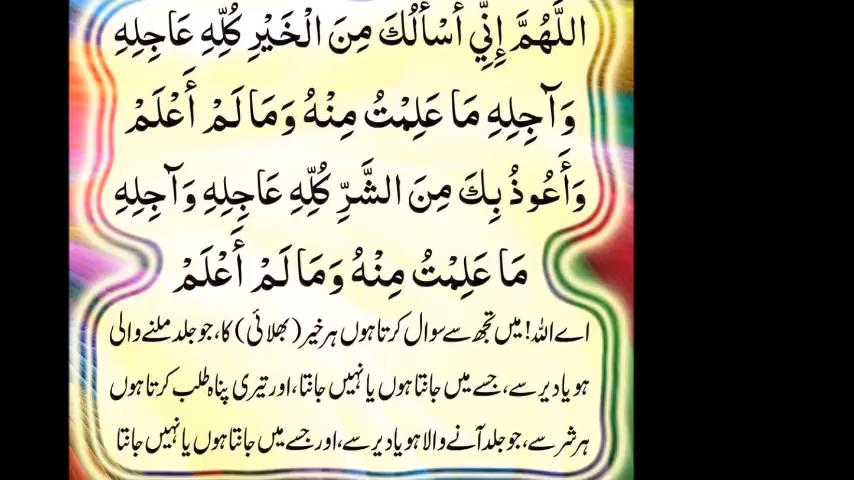 اللَّهُمَّ إِنِّي أَسْأَلُكَ مِنَ الْخَيْرِ كُلِّهِ عَاجِلِهِ
وَآجِلِهِ مَا عَلِمْتُ مِنْهُ وَمَا لَمْ أَعْلَمْ
وَأَعُوذُ بِكَ مِنَ الشَّرِّ كُلِّهِ عَاجِلِهِ وَآجِلِهِ
مَا عَلِمْتُ مِنْهُ وَمَا لَمْ أَعْلَمْ
اے اللہ! میں تجھ سے سوال کرتا ہوں ہر خیر (بھلائی) کا، جو جلد ملنے والی
ہو یا دیر سے، جسے میں جانتا ہوں یا نہیں جانتا، اور تیری پناہ طلب کرتا ہوں
ہر شر سے، جو جلد آنے والا ہو یا دیر سے، اور جسے میں جانتا ہوں یا نہیں جانتا